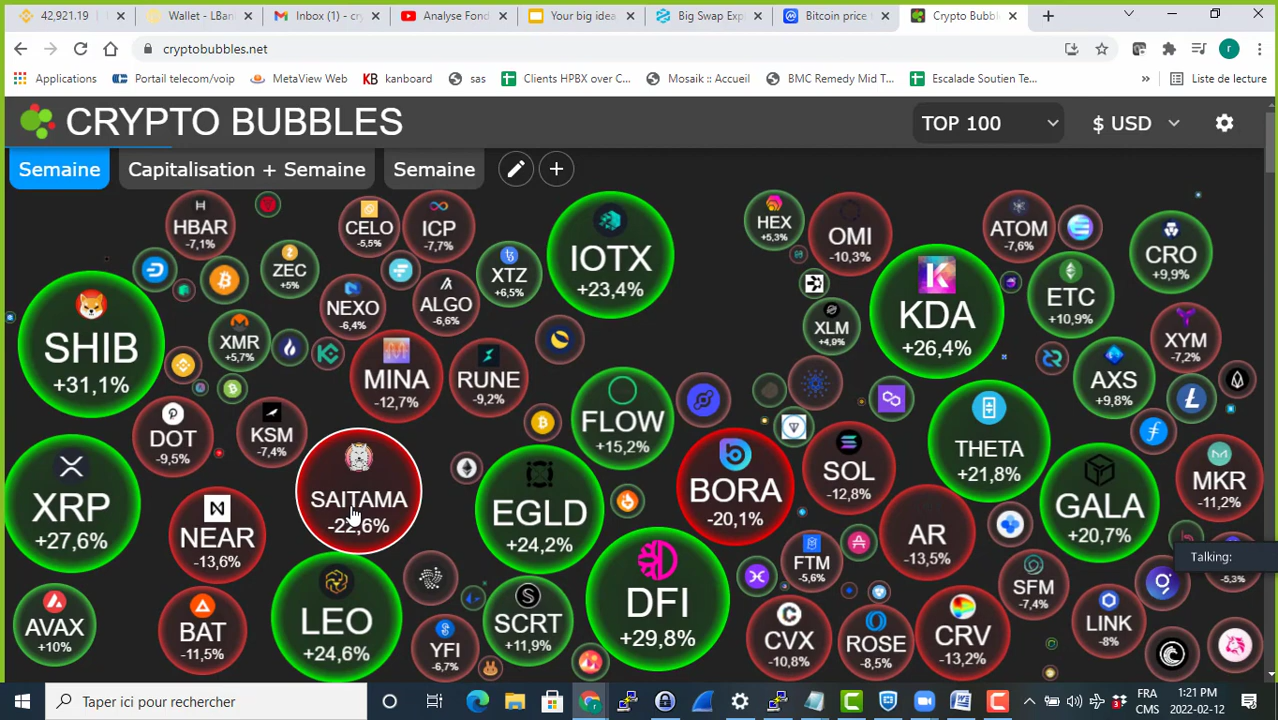 42,921.19
Wallet - LBan
Inbox (1) - cry
Analyse Fond
Your big idea
Big Swap Exp
Bitcoin price
Crypto Bubbl
cryptobubbles.net
r
Applications
Portail telecom/voip
MetaView Web
KB kanboard
sas
Clients HPBX over C...
Mosaik :: Accueil
BMC Remedy Mid T...
Escalade Soutien Te...
»
Liste de lecture
CRYPTO BUBBLES
TOP 100
$ USD
Semaine
Capitalisation + Semaine
Semaine
HBAR
-7,1%
CELO
-5,5%
ICP
-7,7%
IOTX
+23,4%
HEX
+5,3%
OMI
-10,3%
ATOM
-7,6%
CRO
+9,9%
ZEC
+5%
XTZ
+6,5%
NEXO
-6,4%
ALGO
-6,6%
KDA
+26,4%
ETC
+10,9%
SHIB
+31,1%
XMR
+5,7%
XLM
+4,9%
XYM
-7,2%
MINA
-12,7%
RUNE
-9,2%
AXS
+9,8%
FLOW
+15,2%
DOT
-9,5%
KSM
-7,4%
THETA
+21,8%
SAITAMA
-22,6%
BORA
-20,1%
SOL
-12,8%
MKR
-11,2%
XRP
+27,6%
EGLD
+24,2%
GALA
+20,7%
NEAR
-13,6%
AR
-13,5%
Talking:
FTM
-5,6%
-5,3%
SFM
-7,4%
DFI
+29,8%
LEO
+24,6%
AVAX
+10%
BAT
-11,5%
YFI
-6,7%
SCRT
+11,9%
CVX
-10,8%
ROSE
-8,5%
CRV
-13,2%
LINK
-8%
Taper ici pour rechercher
FRA
CMS
1:21 PM
2022-02-12